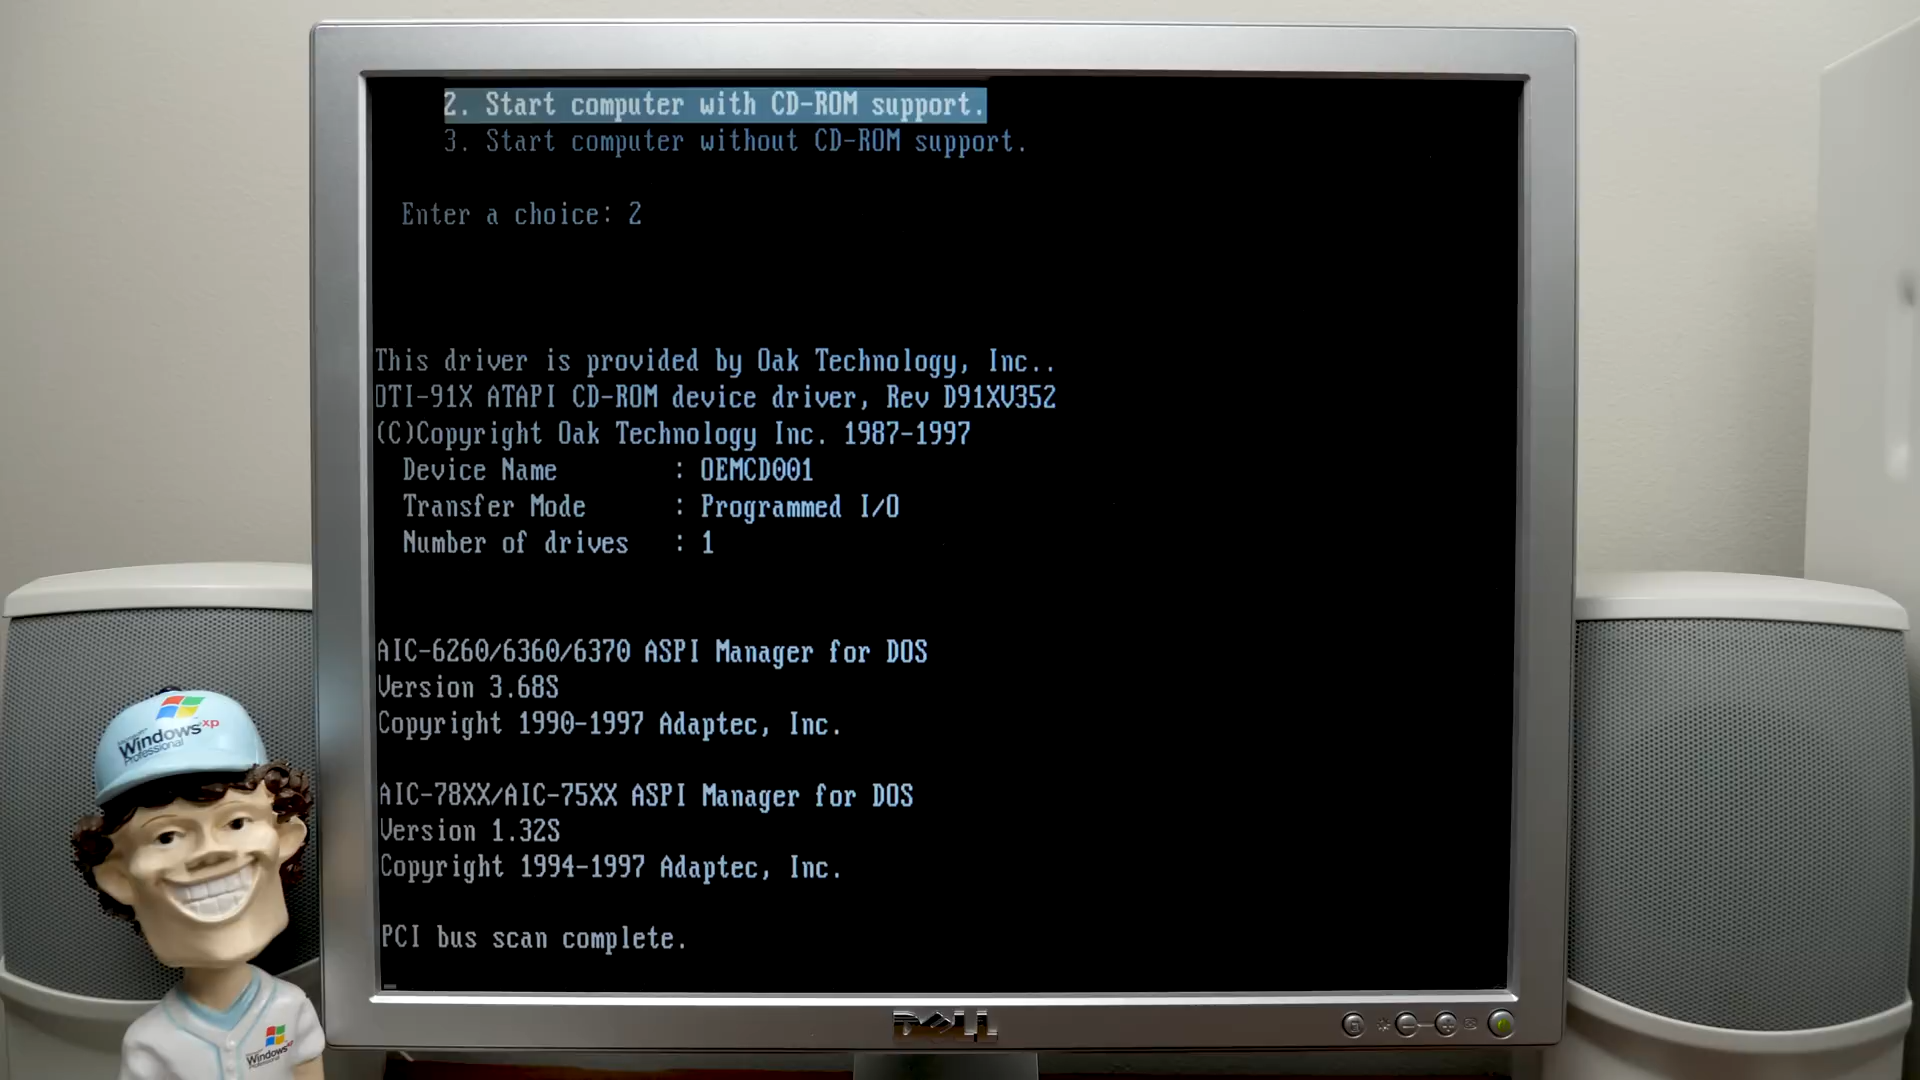 2. Start computer with CD-ROM support.
3. Start computer without CD-ROM support.
Enter a choice: 2
This driver is provided by Oak Technology, Inc..
OTI-91X ATAPI CD-ROM device driver, Rev D91XV352
(C)Copyright Oak Technology Inc. 1987-1997
Device Name : OEMCD001
Transfer Mode : Programmed I/O
Number of drives : 1
AIC-6260/6360/6370 ASPI Manager for DOS
Version 3.68S
Copyright 1990-1997 Adaptec, Inc.
AIC-78XX/AIC-75XX ASPI Manager for DOS
Version 1.32S
Copyright 1994-1997 Adaptec, Inc.
PCI bus scan complete.
Windows xp
Professional
Windows
DELL